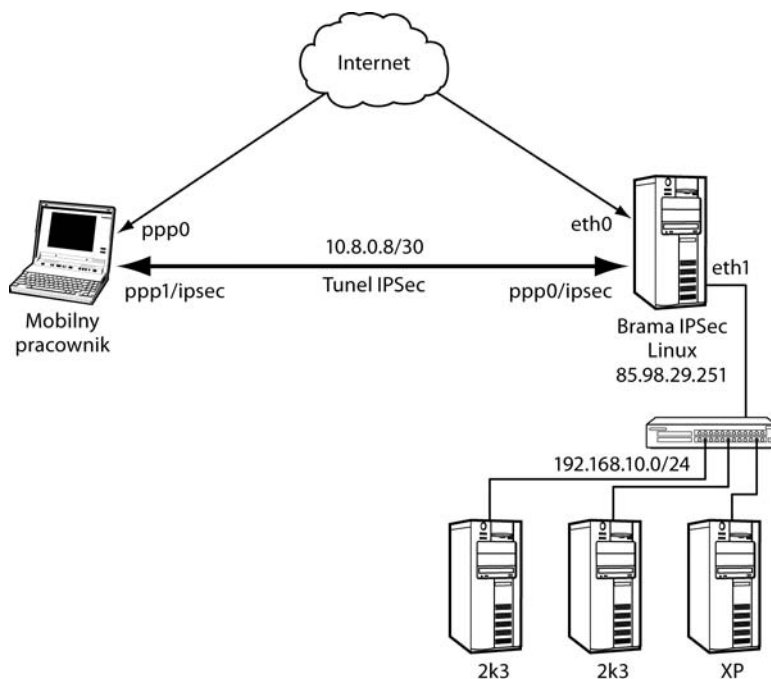 Internet
ppp0
eth0
10.8.0.8/30
eth1
ppp1/ipsec
Tunel IPSec
ppp0/ipsec
Mobilny
pracownik
Brama IPSec
Linux
85.98.29.251
192.168.10.0/24
2k3
2k3
XP